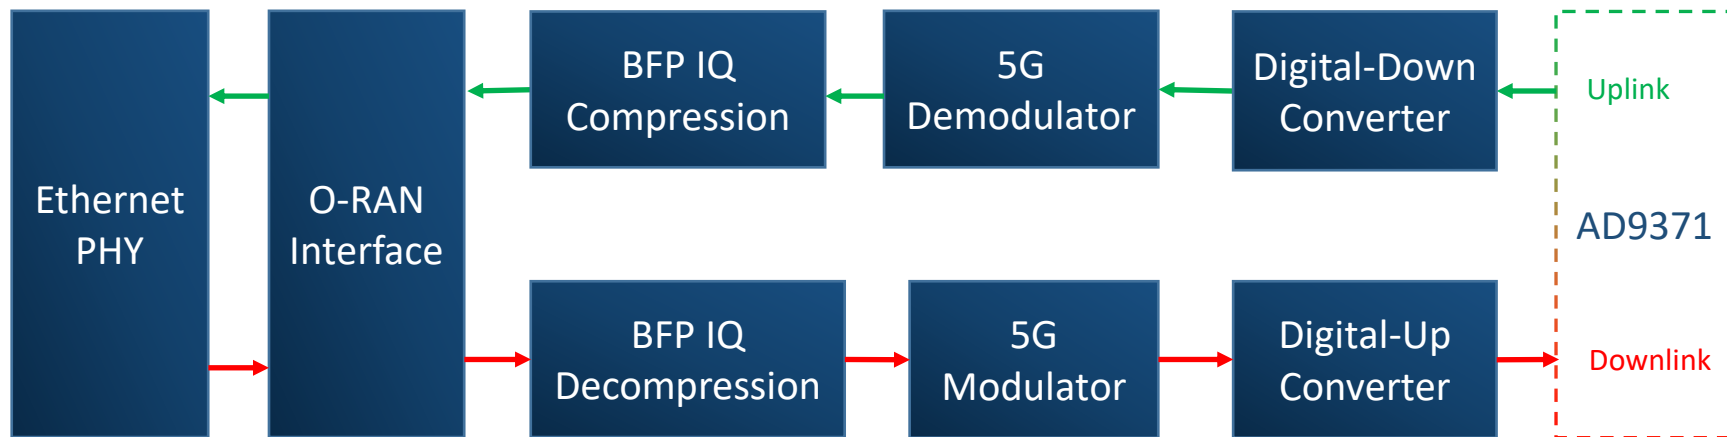 Ethernet
PHY
O-RAN
Interface
BFP IQ
Compression
5G
Demodulator
Digital-Down
Converter
Uplink
AD9371
BFP IQ
Decompression
5G
Modulator
Digital-Up
Converter
Downlink